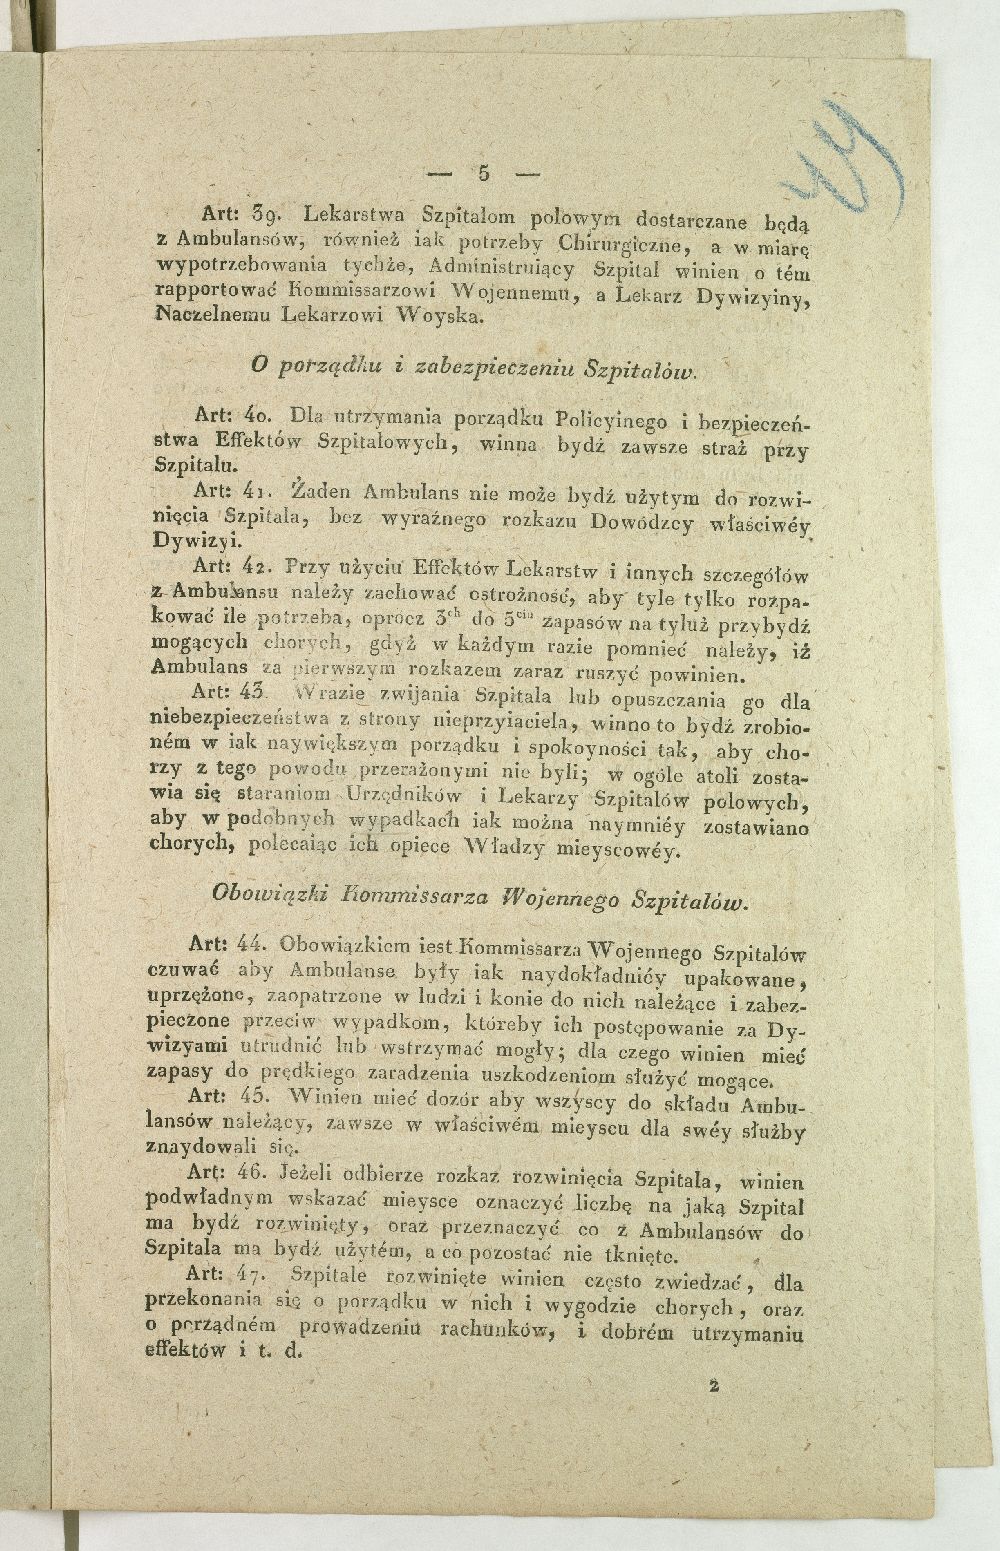 — 5 —
Art: 39. Lekarstwa Szpitalom polowym dostarczane będą
z Ambulansów, również iak potrzeby Chirurgiczne, a w miarę
wypotrzebowania tychże, Administruiący Szpital winien o tém
rapportować Kommissarzowi Wojennemu, a Lekarz Dywizyiny,
Naczelnemu Lekarzowi Woyska.
O porządku i zabezpieczeniu Szpitalów.
Art: 40. Dla utrzymania porządku Policyinego i bezpieczeń-
stwa Effektów Szpitalowych, winna bydź zawsze straż przy
Szpitalu.
Art: 41. Żaden Ambulans nie może bydź użytym do rozwi-
nięcia Szpitala, bez wyraźnego rozkazu Dowódzcy właściwéy
Dywizyi.
Art: 42. Przy użyciu Effektów Lekarstw i innych szczegółów
z Ambulansu należy zachować ostrożność, aby tyle tylko rozpa-
kować ile potrzeba, oprócz 3ch do 5ciu zapasów na tyluż przybydź
mogących chorych, gdyż w każdym razie pomnieć należy, iż
Ambulans za pierwszym rozkazem zaraz ruszyć powinien.
Art: 43. Wrazie zwijania Szpitala lub opuszczania go dla
niebezpieczeństwa z strony nieprzyiaciela, winno to bydź zrobio-
ném w iak naywiększym porządku i spokoyności tak, aby cho-
rzy z tego powodu przerażonymi nie byli; w ogóle atoli zosta-
wia się staraniom Urzędników i Lekarzy Szpitalów polowych,
aby w podobnych wypadkach iak można naymniéy zostawiano
chorych, polecaiąc ich opiece Władzy mieyscowéy.
Obowiązki Kommissarza Wojennego Szpitalów.
Art: 44. Obowiązkiem iest Kommissarza Wojennego Szpitalów
czuwać aby Ambulanse były iak naydokładniéy upakowane,
uprzężone, zaopatrzone w ludzi i konie do nich należące i zabez-
pieczone przeciw wypadkom, któreby ich postępowanie za Dy-
wizyami utrudnić lub wstrzymać mogły; dla czego winien mieć
zapasy do prędkiego zaradzenia uszkodzeniom służyć mogące.
Art: 45. Winien mieć dozór aby wszyscy do składu Ambu-
lansów należący, zawsze w właściwém mieyscu dla swéy służby
znaydowali się.
Art: 46. Jeżeli odbierze rozkaz rozwinięcia Szpitala, winien
podwładnym wskazać mieysce oznaczyć liczbę na jaką Szpital
ma bydź rozwinięty, oraz przeznaczyć co z Ambulansów do
Szpitala ma bydź użytém, a co pozostać nie tknięte.
Art: 47. Szpitale rozwinięte winien często zwiedzać, dla
przekonania się o porządku w nich i wygodzie chorych, oraz
o porządném prowadzeniu rachunków, i dobrém utrzymaniu
effektów i t. d.
2